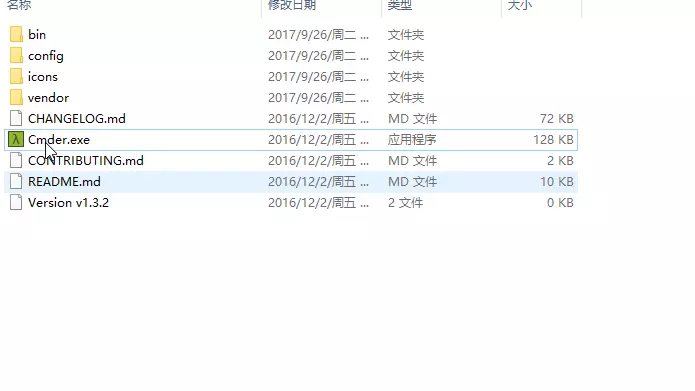 名称 修改日期 类型 大小
bin 2017/9/26/周二 ... 文件夹
config 2017/9/26/周二 ... 文件夹
icons 2017/9/26/周二 ... 文件夹
vendor 2017/9/26/周二 ... 文件夹
CHANGELOG.md 2016/12/2/周五 ... MD 文件 72 KB
Cmder.exe 2016/12/2/周五 ... 应用程序 128 KB
CONTRIBUTING.md 2016/12/2/周五 ... MD 文件 2 KB
README.md 2016/12/2/周五 ... MD 文件 10 KB
Version v1.3.2 2016/12/2/周五 ... 2 文件 0 KB